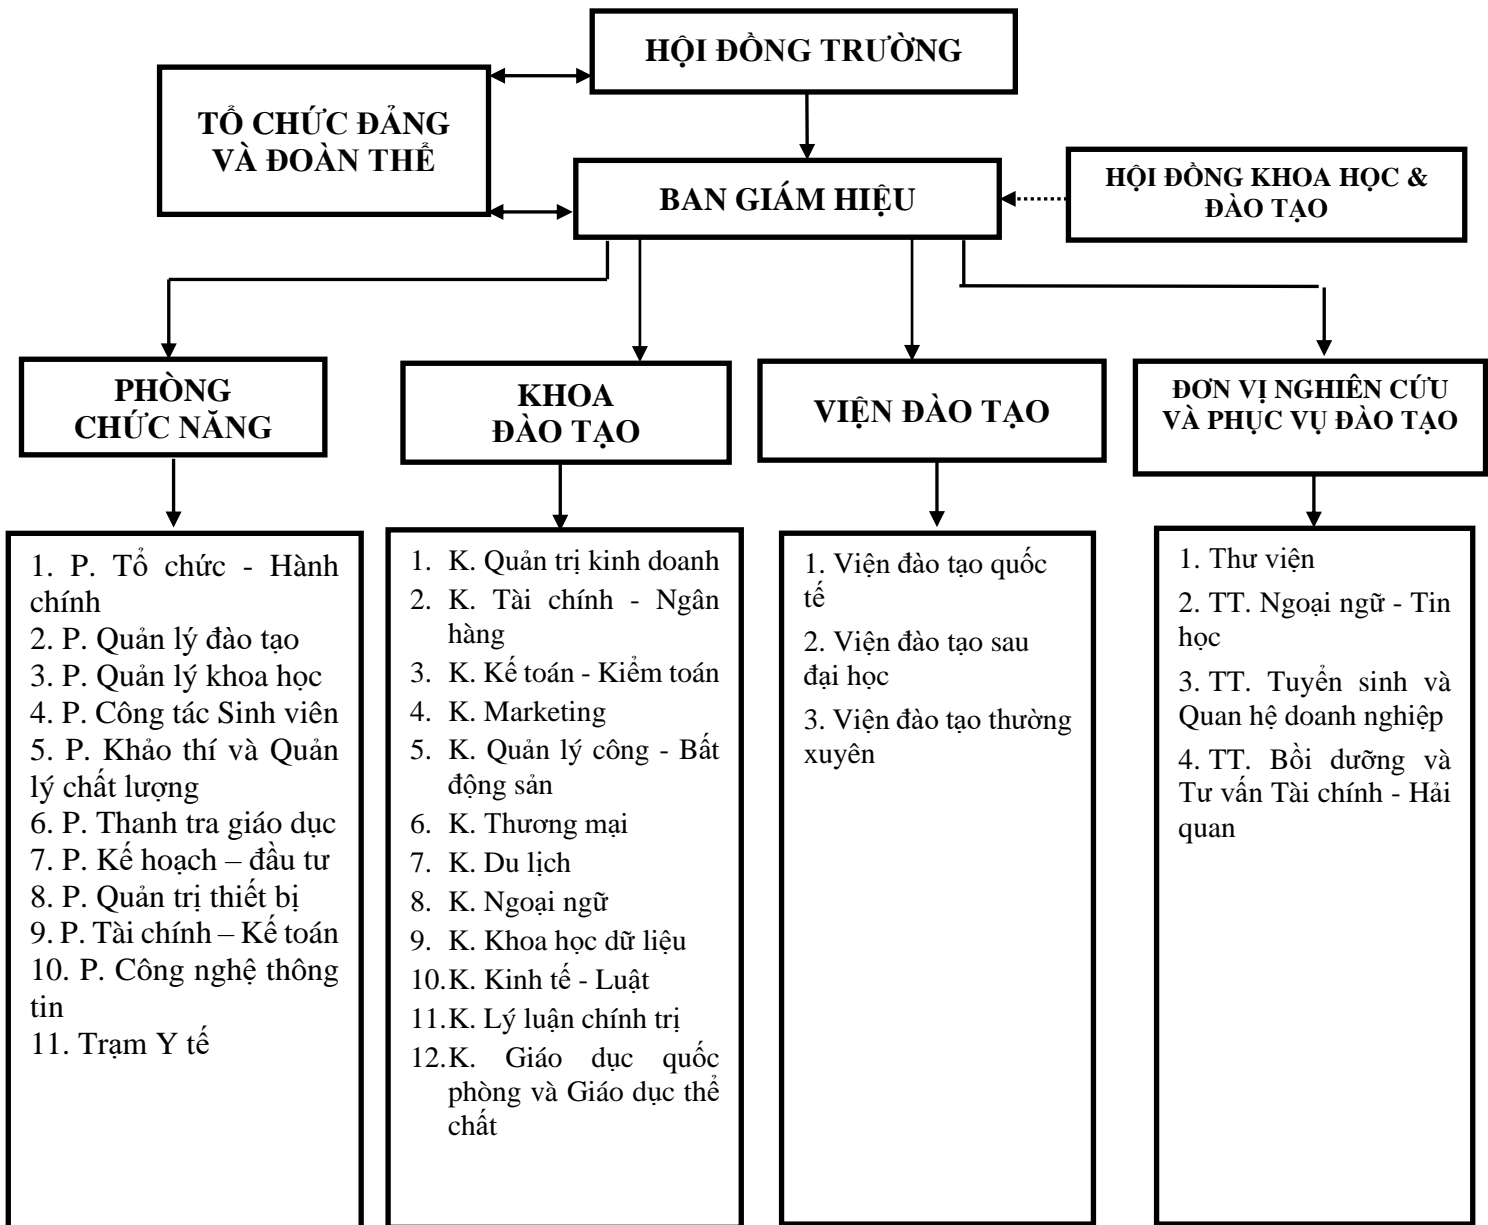 HỘI ĐỒNG TRƯỜNG
TỔ CHỨC ĐẢNG
VÀ ĐOÀN THỂ
BAN GIÁM HIỆU
HỘI ĐỒNG KHOA HỌC &
ĐÀO TẠO
PHÒNG
CHỨC NĂNG
KHOA
ĐÀO TẠO
VIỆN ĐÀO TẠO
ĐƠN VỊ NGHIÊN CỨU
VÀ PHỤC VỤ ĐÀO TẠO
1. P. Tổ chức - Hành
chính
2. P. Quản lý đào tạo
3. P. Quản lý khoa học
4. P. Công tác Sinh viên
5. P. Khảo thí và Quản
lý chất lượng
6. P. Thanh tra giáo dục
7. P. Kế hoạch – đầu tư
8. P. Quản trị thiết bị
9. P. Tài chính – Kế toán
10. P. Công nghệ thông
tin
11. Trạm Y tế
1. K. Quản trị kinh doanh
2. K. Tài chính - Ngân
hàng
3. K. Kế toán - Kiểm toán
4. K. Marketing
5. K. Quản lý công - Bất
động sản
6. K. Thương mại
7. K. Du lịch
8. K. Ngoại ngữ
9. K. Khoa học dữ liệu
10.K. Kinh tế - Luật
11.K. Lý luận chính trị
12.K. Giáo dục quốc
phòng và Giáo dục thể
chất
1. Viện đào tạo quốc
tế
2. Viện đào tạo sau
đại học
3. Viện đào tạo thường
xuyên
1. Thư viện
2. TT. Ngoại ngữ - Tin
học
3. TT. Tuyển sinh và
Quan hệ doanh nghiệp
4. TT. Bồi dưỡng và
Tư vấn Tài chính - Hải
quan